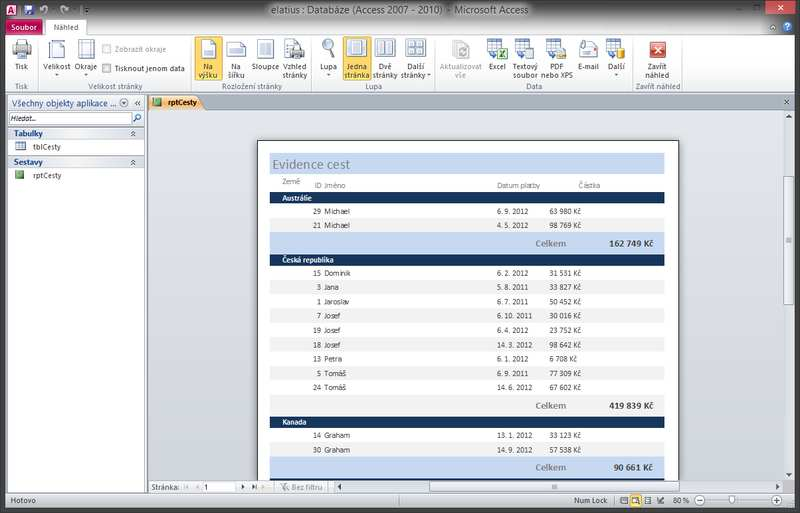 elatius : Databáze (Access 2007 - 2010) - Microsoft Access
Soubor Náhled
Tisk
Velikost Okraje
Zobrazit okraje
Tisknout jenom data
Na výšku
Na šířku
Sloupce
Vzhled stránky
Lupa
Jedna stránka
Dvě stránky
Další stránky
Aktualizovat vše
Excel
Textový soubor
PDF nebo XPS
E-mail
Další
Zavřít náhled
Tisk Velikost stránky Rozložení stránky Lupa Data Zavřít náhled
Všechny objekty aplikace ...
Hledat...
Tabulky
tblCesty
Sestavy
rptCesty
rptCesty
Evidence cest
Země ID Jméno Datum platby Částka
Austrálie
29 Michael 6. 9. 2012 63 980 Kč
21 Michael 4. 5. 2012 98 769 Kč
Celkem 162 749 Kč
Česká republika
15 Dominik 6. 2. 2012 31 531 Kč
3 Jana 5. 8. 2011 33 827 Kč
1 Jaroslav 6. 7. 2011 50 452 Kč
7 Josef 6. 10. 2011 30 016 Kč
19 Josef 6. 4. 2012 23 752 Kč
18 Josef 14. 3. 2012 98 642 Kč
13 Petra 6. 1. 2012 6 708 Kč
5 Tomáš 6. 9. 2011 77 309 Kč
24 Tomáš 14. 6. 2012 67 602 Kč
Celkem 419 839 Kč
Kanada
14 Graham 13. 1. 2012 33 123 Kč
30 Graham 14. 9. 2012 57 538 Kč
Celkem 90 661 Kč
Stránka: 1 Bez filtru
Hotovo Num Lock 80 %